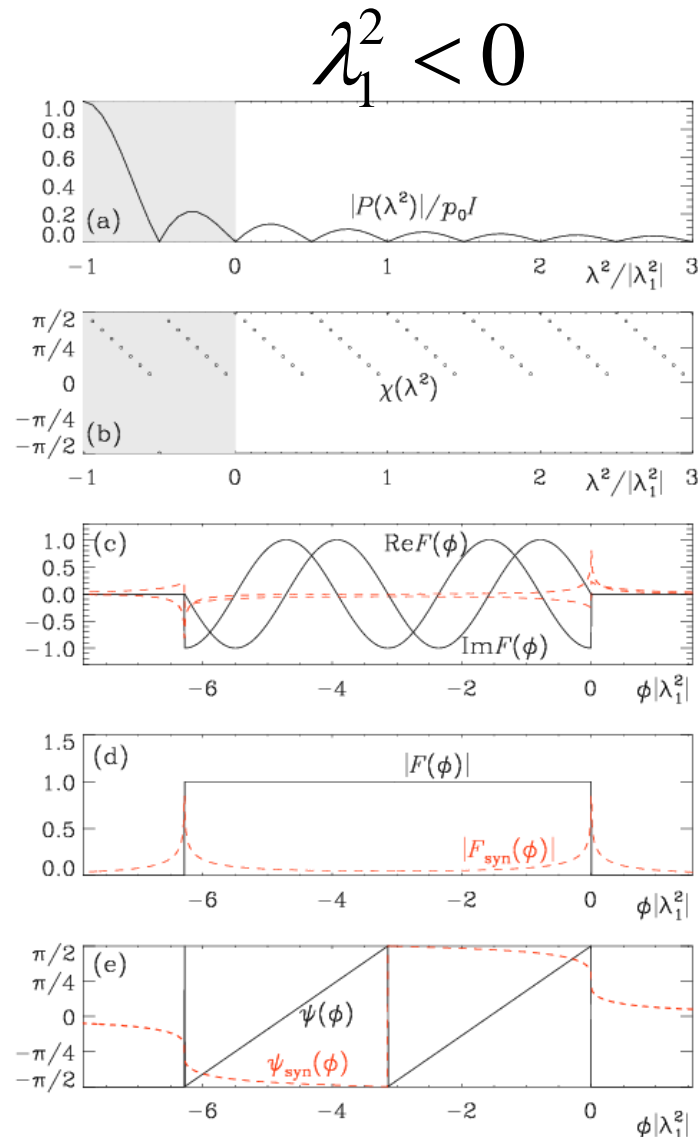 λ₁² < 0
1.0
0.8
0.6
0.4
0.2
0.0
(a)
|P(λ²)|/p₀I
−1 0 1 2 3
λ²/|λ₁²|
π/2
π/4
0
−π/4
−π/2
χ(λ²)
(b)
−1 0 1 2 3
λ²/|λ₁²|
(c)
1.0
0.5
0.0
−0.5
−1.0
ReF(ϕ)
ImF(ϕ)
−6 −4 −2 0
ϕ|λ₁²|
1.5
1.0
0.5
0.0
(d)
|F(ϕ)|
|Fsyn(ϕ)|
−6 −4 −2 0
ϕ|λ₁²|
(e)
π/2
π/4
0
−π/4
−π/2
ψ(ϕ)
ψsyn(ϕ)
−6 −4 −2 0
ϕ|λ₁²|